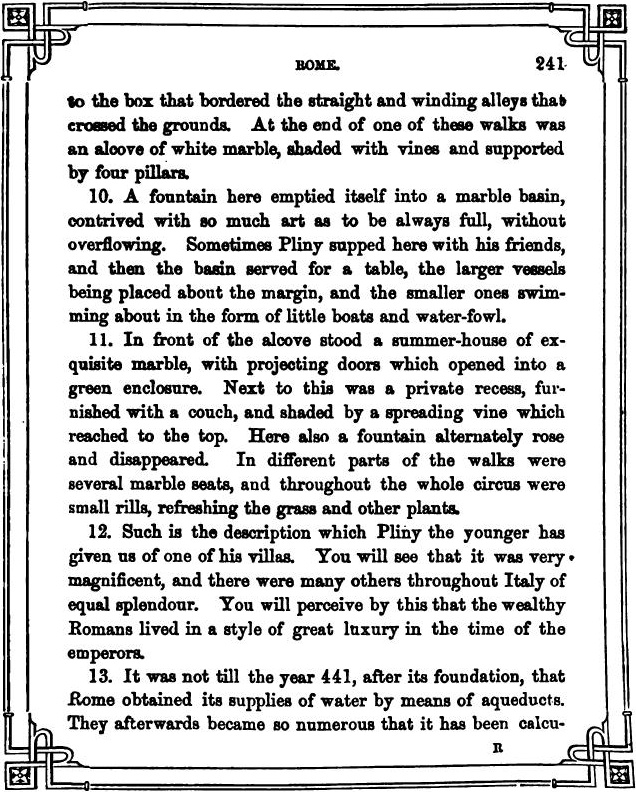 ROME. 241
to the box that bordered the straight and winding alleys that
crossed the grounds. At the end of one of these walks was
an alcove of white marble, shaded with vines and supported
by four pillars.
10. A fountain here emptied itself into a marble basin,
contrived with so much art as to be always full, without
overflowing. Sometimes Pliny supped here with his friends,
and then the basin served for a table, the larger vessels
being placed about the margin, and the smaller ones swim-
ming about in the form of little boats and water-fowl.
11. In front of the alcove stood a summer-house of ex-
quisite marble, with projecting doors which opened into a
green enclosure. Next to this was a private recess, fur-
nished with a couch, and shaded by a spreading vine which
reached to the top. Here also a fountain alternately rose
and disappeared. In different parts of the walks were
several marble seats, and throughout the whole circus were
small rills, refreshing the grass and other plants.
12. Such is the description which Pliny the younger has
given us of one of his villas. You will see that it was very
magnificent, and there were many others throughout Italy of
equal splendour. You will perceive by this that the wealthy
Romans lived in a style of great luxury in the time of the
emperors.
13. It was not till the year 441, after its foundation, that
Rome obtained its supplies of water by means of aqueducts.
They afterwards became so numerous that it has been calcu-
R